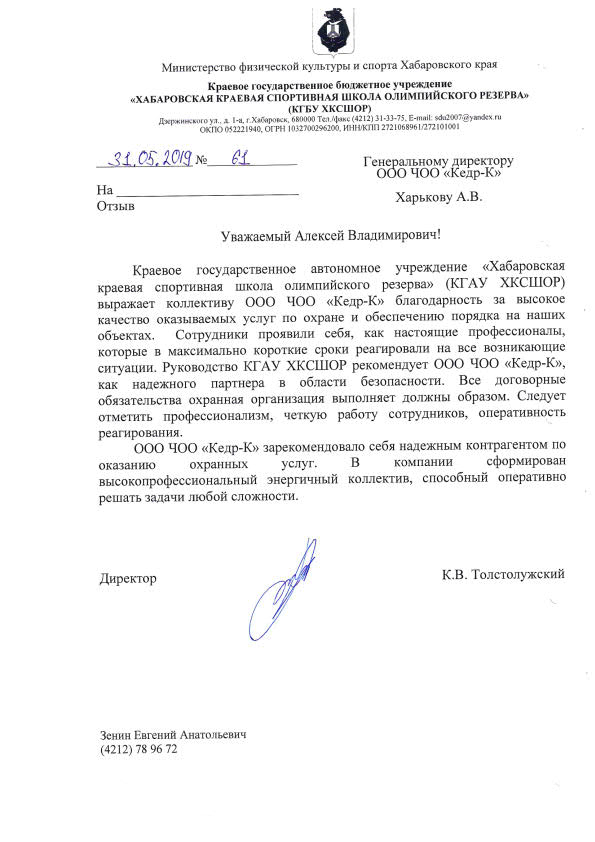 Министерство физической культуры и спорта Хабаровского края
Краевое государственное бюджетное учреждение
«ХАБАРОВСКАЯ КРАЕВАЯ СПОРТИВНАЯ ШКОЛА ОЛИМПИЙСКОГО РЕЗЕРВА»
(КГБУ ХКСШОР)
Дзержинского ул., д. 1-а, г.Хабаровск, 680000 Тел./факс (4212) 31-33-75, E-mail: sdu2007@yandex.ru
ОКПО 052221940, ОГРН 1032700296200, ИНН/КПП 2721068961/272101001
31.05.2019 № 61
Генеральному директору
ООО ЧОО «Кедр-К»
На
Харькову А.В.
Отзыв
Уважаемый Алексей Владимирович!
Краевое государственное автономное учреждение «Хабаровская
краевая спортивная школа олимпийского резерва» (КГАУ ХКСШОР)
выражает коллективу ООО ЧОО «Кедр-К» благодарность за высокое
качество оказываемых услуг по охране и обеспечению порядка на наших
объектах. Сотрудники проявили себя, как настоящие профессионалы,
которые в максимально короткие сроки реагировали на все возникающие
ситуации. Руководство КГАУ ХКСШОР рекомендует ООО ЧОО «Кедр-К»,
как надежного партнера в области безопасности. Все договорные
обязательства охранная организация выполняет должны образом. Следует
отметить профессионализм, четкую работу сотрудников, оперативность
реагирования.
ООО ЧОО «Кедр-К» зарекомендовало себя надежным контрагентом по
оказанию охранных услуг. В компании сформирован
высокопрофессиональный энергичный коллектив, способный оперативно
решать задачи любой сложности.
Директор
К.В. Толстолужский
Зенин Евгений Анатольевич
(4212) 78 96 72